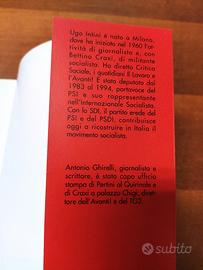 Ugo Intini è nato a Milano,
dove ha iniziato nel 1960 l'at-
tività di giornalista e, con
Bettino Craxi, di militante
socialista. Ha diretto Critica
Sociale, i quotidiani Il Lavoro e
l'Avanti! È stato deputato dal
1983 al 1994, portavoce del
PSI e suo rappresentante
nell'Internazionale Socialista.
Con lo SDI, il partito erede del
PSI e del PSDI, contribuisce
oggi a ricostruire in Italia il
movimento socialista.
Antonio Ghirelli, giornalista e
scrittore, è stato capo ufficio
stampa di Pertini al Quirinale e
di Craxi a palazzo Chigi, diret-
tore dell'Avanti! e del TG2.
subito